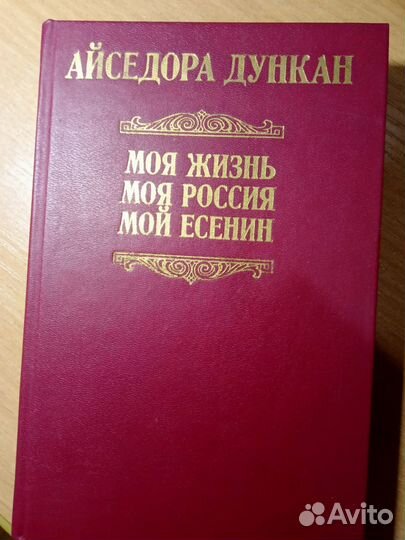 АЙСЕДОРА ДУНКАН
МОЯ ЖИЗНЬ
МОЯ РОССИЯ
МОЙ ЕСЕНИН
Avito